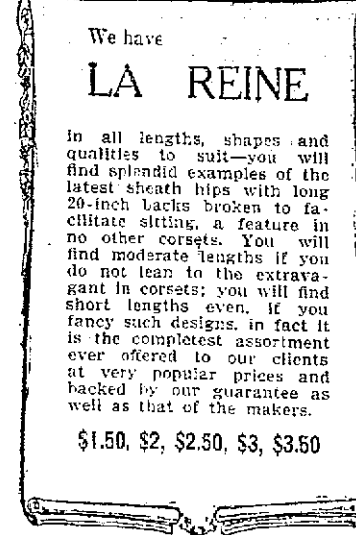 We have
LA REINE
in all lengths, shapes and
qualities to suit—you will
find splendid examples of the
latest sheath hips with long
20-inch backs broken to fa-
cilitate sitting, a feature in
no other corsets. You will
find moderate lengths if you
do not lean to the extrava-
gant in corsets; you will find
short lengths even, if you
fancy such designs, in fact it
is the completest assortment
ever offered to our clients
at very popular prices and
backed by our guarantee as
well as that of the makers.
$1.50, $2, $2.50, $3, $3.50